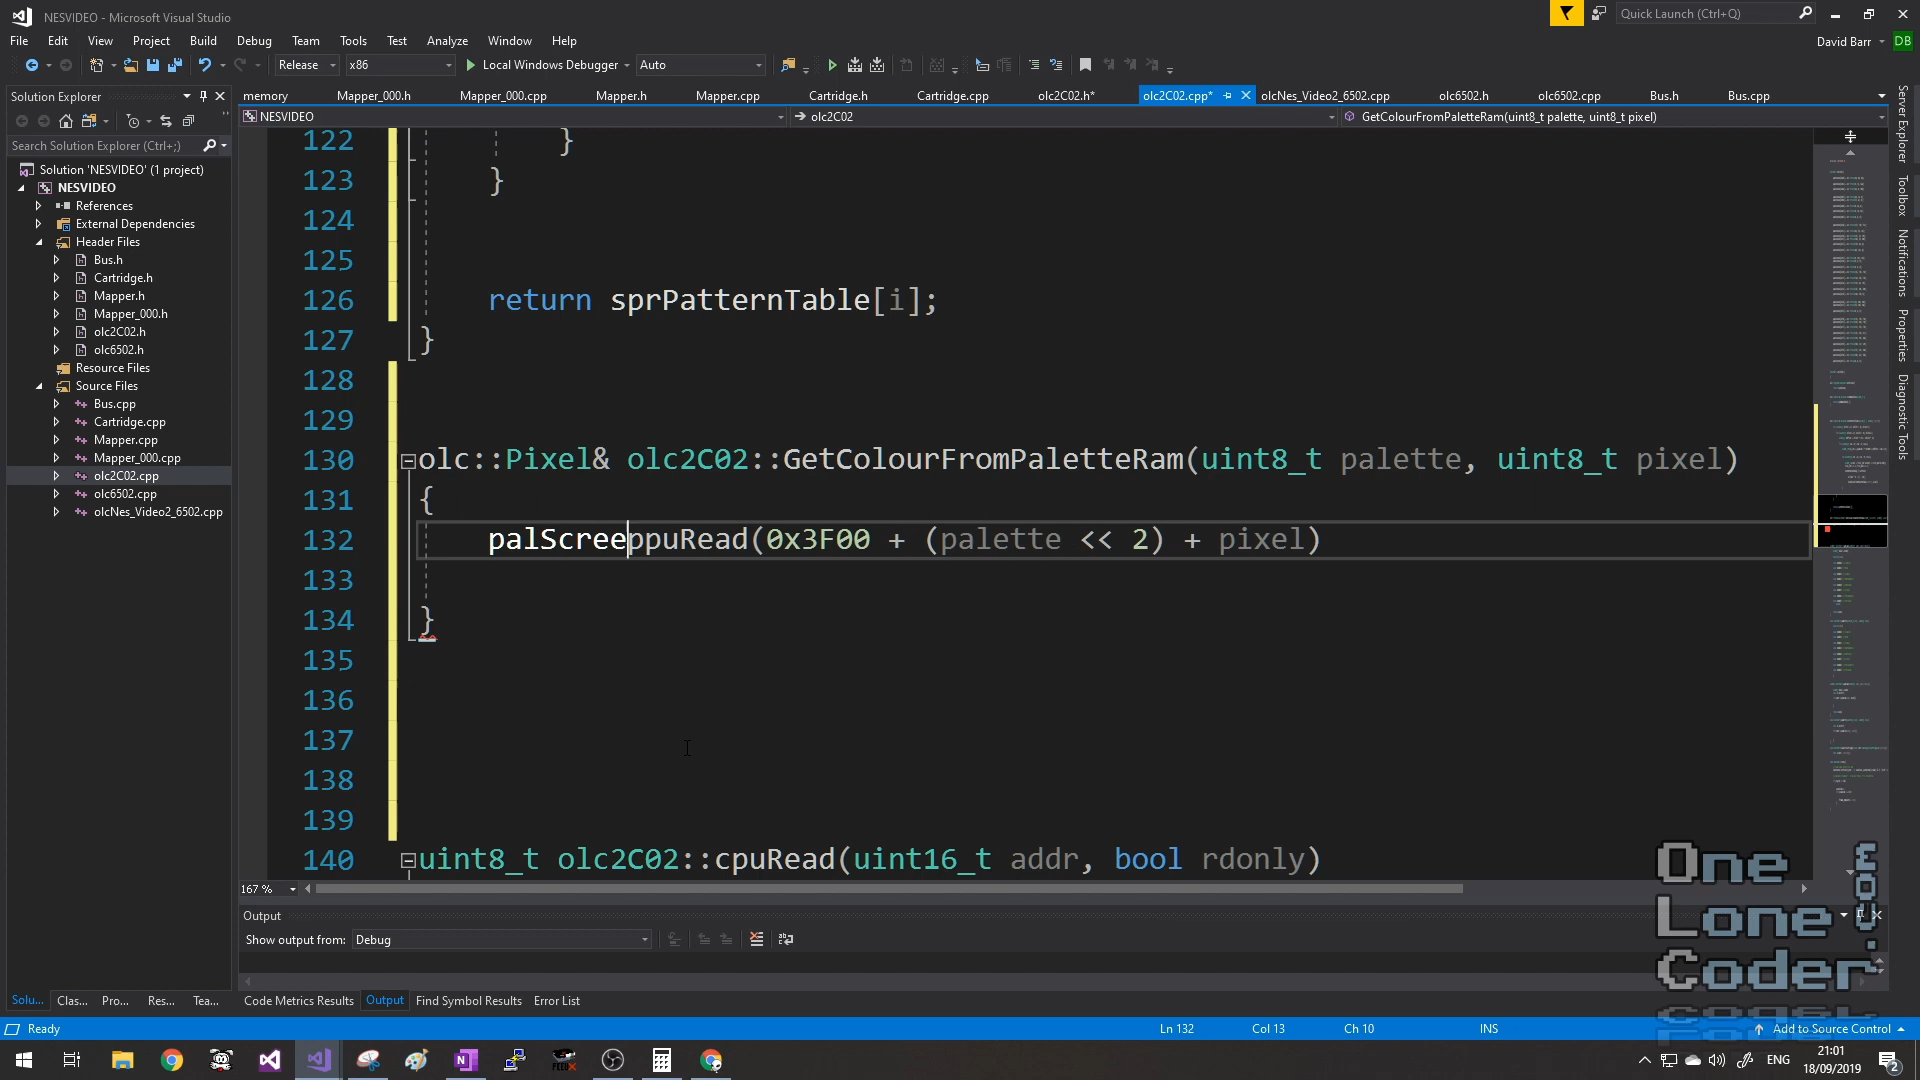 NESVIDEO - Microsoft Visual Studio
Quick Launch (Ctrl+Q)
File Edit View Project Build Debug Team Tools Test Analyze Window Help
David Barr DB
Release x86 Local Windows Debugger Auto
Solution Explorer
memory Mapper_000.h Mapper_000.cpp Mapper.h Mapper.cpp Cartridge.h Cartridge.cpp olc2C02.h* olc2C02.cpp* olcNes_Video2_6502.cpp olc6502.h olc6502.cpp Bus.h Bus.cpp
NESVIDEO olc2C02 GetColourFromPaletteRam(uint8_t palette, uint8_t pixel)
Search Solution Explorer (Ctrl+;)
Solution 'NESVIDEO' (1 project)
NESVIDEO
References
External Dependencies
Header Files
Bus.h
Cartridge.h
Mapper.h
Mapper_000.h
olc2C02.h
olc6502.h
Resource Files
Source Files
Bus.cpp
Cartridge.cpp
Mapper.cpp
Mapper_000.cpp
olc2C02.cpp
olc6502.cpp
olcNes_Video2_6502.cpp
122 }
123 }
124
125
126 return sprPatternTable[i];
127 }
128
129
130 olc::Pixel& olc2C02::GetColourFromPaletteRam(uint8_t palette, uint8_t pixel)
131 {
132 palScreeppuRead(0x3F00 + (palette << 2) + pixel)
133
134 }
135
136
137
138
139
140 uint8_t olc2C02::cpuRead(uint16_t addr, bool rdonly)
167 %
Server Explorer
Toolbox
Notifications
Properties
Diagnostic Tools
Output
Show output from: Debug
Solu... Clas... Pro... Res... Tea...
Code Metrics Results Output Find Symbol Results Error List
Ready Ln 132 Col 13 Ch 10 INS Add to Source Control
One
Lone
Coder
.com
ENG
21:01
18/09/2019
2